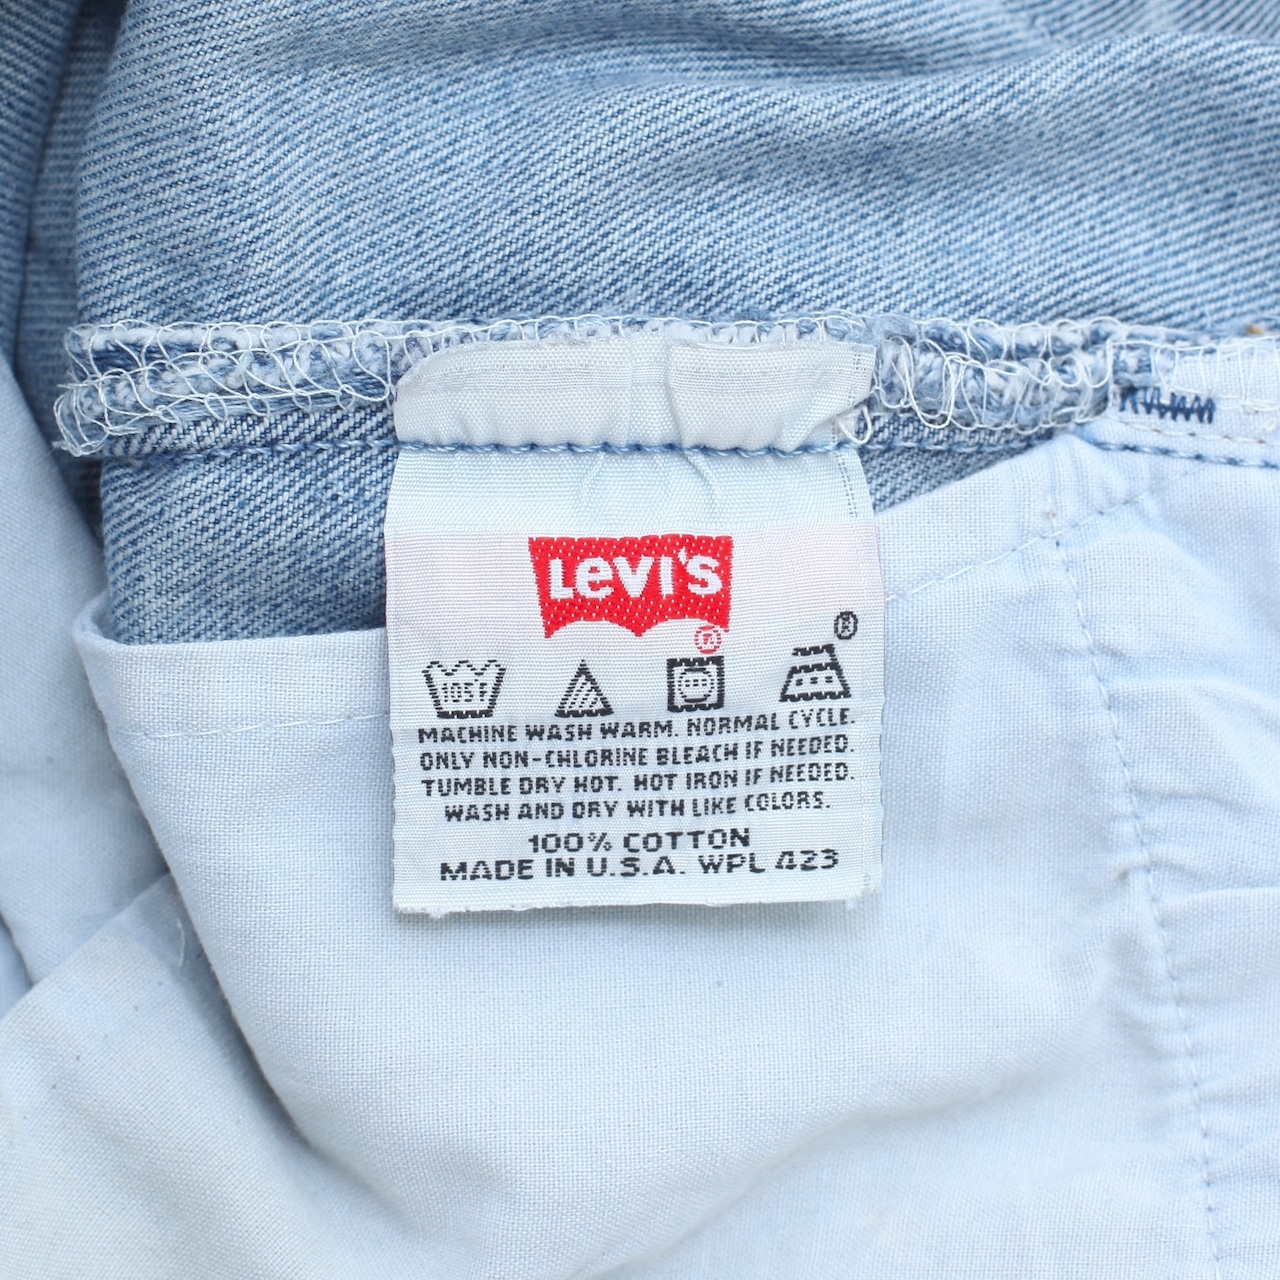 Levi's
®
®
105F
MACHINE WASH WARM. NORMAL CYCLE.
ONLY NON-CHLORINE BLEACH IF NEEDED.
TUMBLE DRY HOT. HOT IRON IF NEEDED.
WASH AND DRY WITH LIKE COLORS.
100% COTTON
MADE IN U.S.A. WPL 423